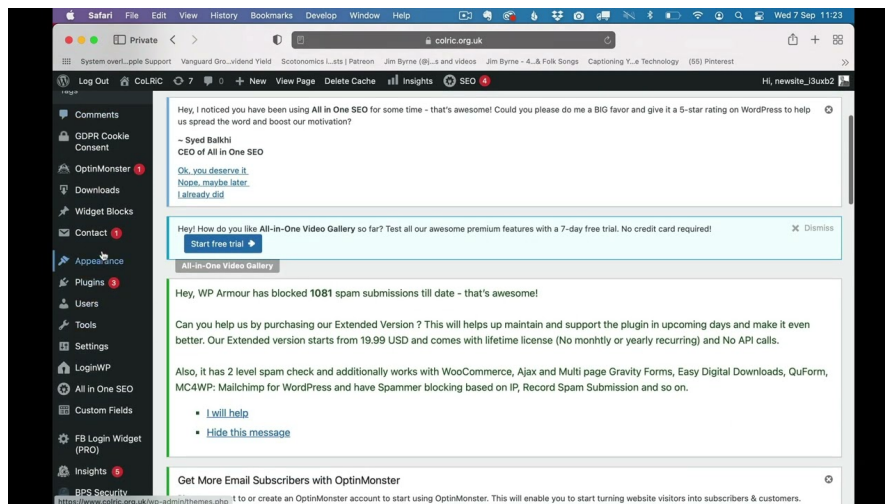 Safari File Edit View History Bookmarks Develop Window Help Wed 7 Sep 11:23
Private colric.org.uk
System overl...pple Support Vanguard Gro...vidend Yield Scotonomics i...sts | Patreon Jim Byrne (@j...s and videos Jim Byrne - 4...& Folk Songs Captioning Y...e Technology (55) Pinterest
Log Out CoLRiC 7 0 + New View Page Delete Cache Insights SEO 4 Hi, newsite_i3uxb2
Tags
Comments
GDPR Cookie
Consent
OptinMonster 1
Downloads
Widget Blocks
Contact 1
Appearance
Plugins 3
Users
Tools
Settings
LoginWP
All in One SEO
Custom Fields
FB Login Widget
(PRO)
Insights 5
BPS Security
https://www.colric.org.uk/wp-admin/themes.php
Hey, I noticed you have been using All in One SEO for some time - that's awesome! Could you please do me a BIG favor and give it a 5-star rating on WordPress to help
us spread the word and boost our motivation?
~ Syed Balkhi
CEO of All in One SEO
Ok, you deserve it
Nope, maybe later
I already did
Hey! How do you like All-in-One Video Gallery so far? Test all our awesome premium features with a 7-day free trial. No credit card required! Dismiss
Start free trial
All-in-One Video Gallery
Hey, WP Armour has blocked 1081 spam submissions till date - that's awesome!
Can you help us by purchasing our Extended Version ? This will helps up maintain and support the plugin in upcoming days and make it even
better. Our Extended version starts from 19.99 USD and comes with lifetime license (No monhtly or yearly recurring) and No API calls.
Also, it has 2 level spam check and additionally works with WooCommerce, Ajax and Multi page Gravity Forms, Easy Digital Downloads, QuForm,
MC4WP: Mailchimp for WordPress and have Spammer blocking based on IP, Record Spam Submission and so on.
I will help
Hide this message
Get More Email Subscribers with OptinMonster
t to or create an OptinMonster account to start using OptinMonster. This will enable you to start turning website visitors into subscribers & customers.